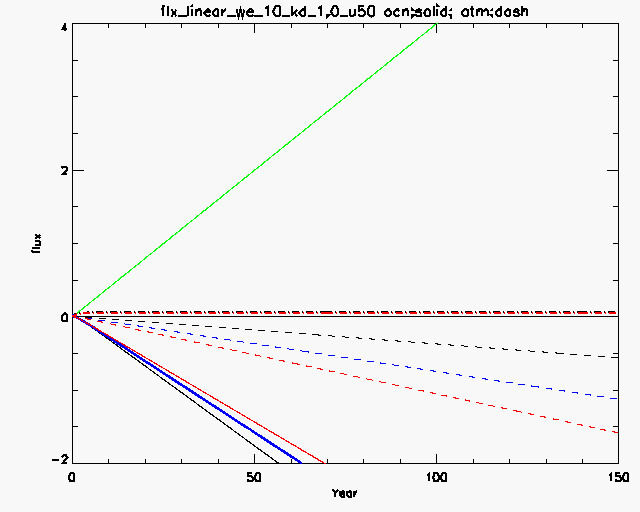 flx_linear_we_10_kd_1.0_u50 ocn:solid; atm:dash
4
2
0
-2
flux
0 50 100 150
Year